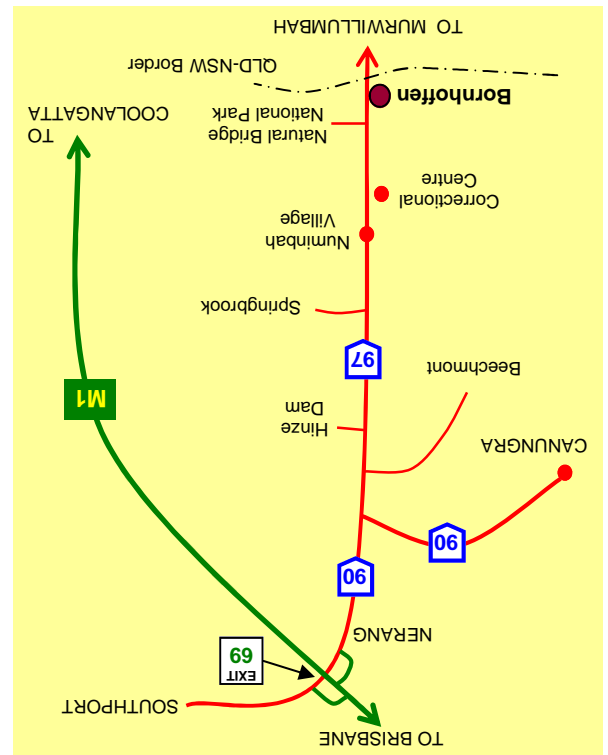 TO BRISBANE
SOUTHPORT
EXIT
69
NERANG
90
90
CANUNGRA
Hinze
Dam
M1
Beechmont
97
Springbrook
Numinbah
Village
Correctional
Centre
Natural Bridge
National Park
TO
COOLANGATTA
Bornhoffen
QLD-NSW Border
TO MURWILLUMBAH